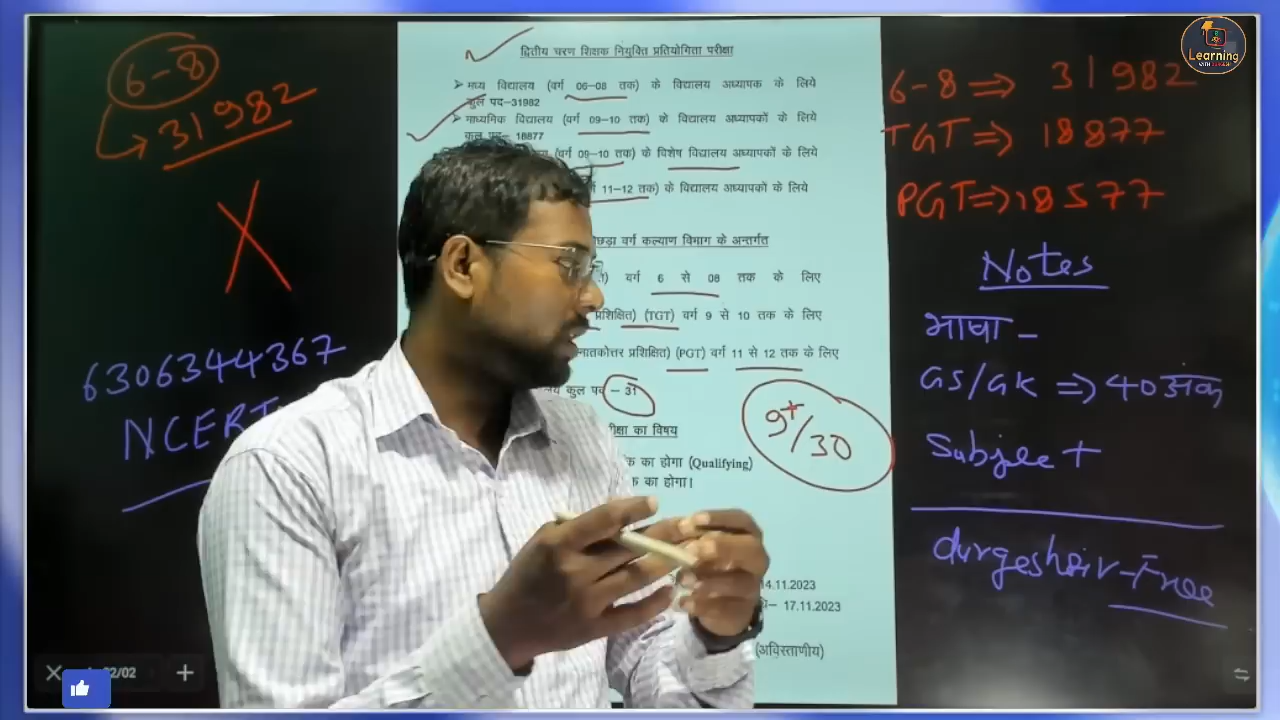 6-8
31982
6306344367
NCERT
द्वितीय चरण शिक्षक नियुक्ति प्रतियोगिता परीक्षा
➢ मध्य विद्यालय (वर्ग 06–08 तक) के विद्यालय अध्यापक के लिये
कुल पद–31982
➢ माध्यमिक विद्यालय (वर्ग 09–10 तक) के विद्यालय अध्यापकों के लिये
कुल पद– 18877
(वर्ग 09–10 तक) के विशेष विद्यालय अध्यापकों के लिये
11–12 तक) के विद्यालय अध्यापकों के लिये
वर्ग कल्याण विभाग के अन्तर्गत
वर्ग 6 से 08 तक के लिए
प्रशिक्षित) (TGT) वर्ग 9 से 10 तक के लिए
प्रशिक्षित) (PGT) वर्ग 11 से 12 तक के लिए
कुल पद – 31
का विषय
का होगा (Qualifying)
का होगा।
14.11.2023
17.11.2023
(अविस्तारणीय)
9+/30
Learning
6-8 ⇒ 31982
TGT ⇒ 18877
PGT ⇒ 18577
Notes
भाषा -
GS/GK ⇒ 40 अंक
Subject
durgeshsir-Free
02/02